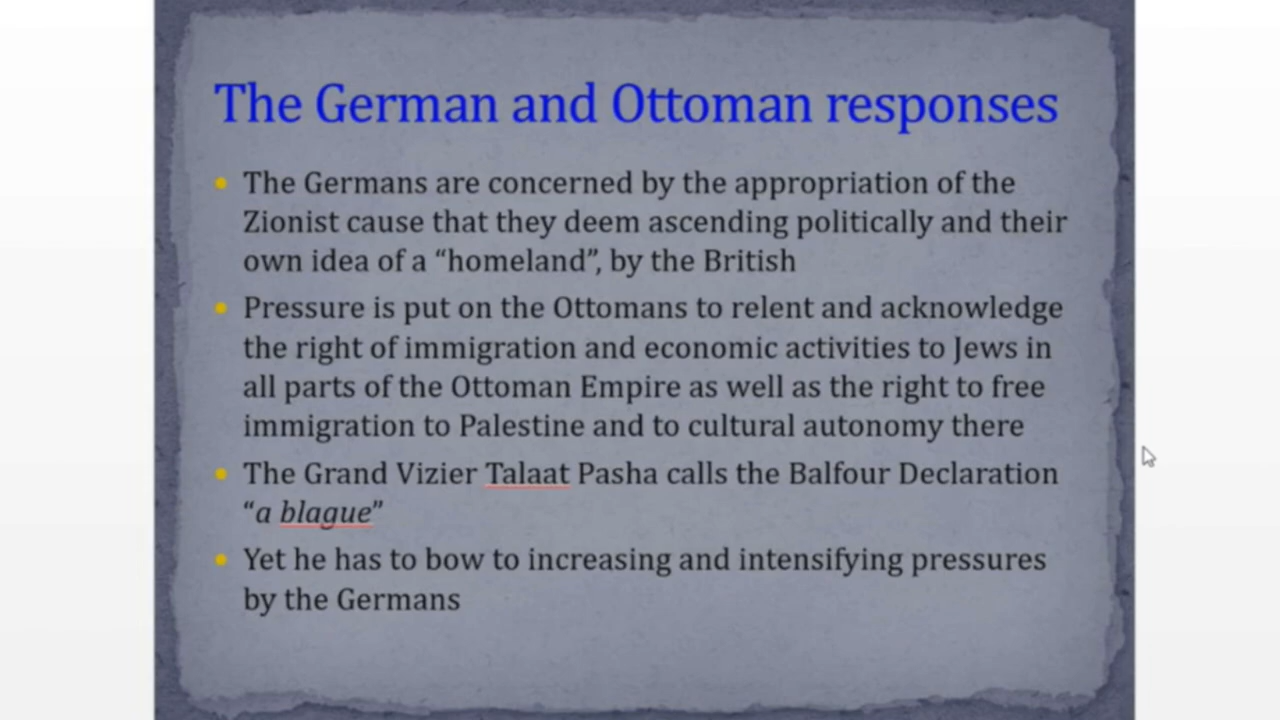 The German and Ottoman responses
• The Germans are concerned by the appropriation of the
Zionist cause that they deem ascending politically and their
own idea of a “homeland”, by the British
• Pressure is put on the Ottomans to relent and acknowledge
the right of immigration and economic activities to Jews in
all parts of the Ottoman Empire as well as the right to free
immigration to Palestine and to cultural autonomy there
• The Grand Vizier Talaat Pasha calls the Balfour Declaration
“a blague”
• Yet he has to bow to increasing and intensifying pressures
by the Germans